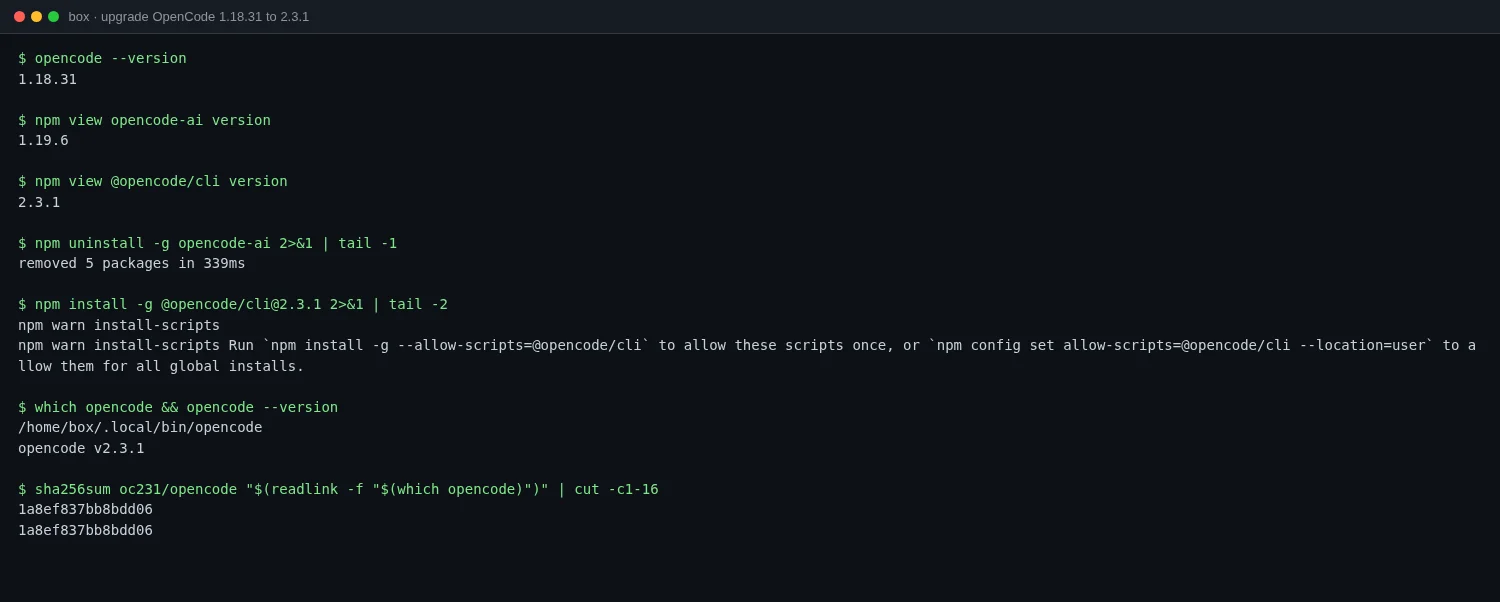 box · upgrade OpenCode 1.18.31 to 2.3.1
$ opencode --version
1.18.31
$ npm view opencode-ai version
1.19.6
$ npm view @opencode/cli version
2.3.1
$ npm uninstall -g opencode-ai 2>&1 | tail -1
removed 5 packages in 339ms
$ npm install -g @opencode/cli@2.3.1 2>&1 | tail -2
npm warn install-scripts
npm warn install-scripts Run `npm install -g --allow-scripts=@opencode/cli` to allow these scripts once, or `npm config set allow-scripts=@opencode/cli --location=user` to a
llow them for all global installs.
$ which opencode && opencode --version
/home/box/.local/bin/opencode
opencode v2.3.1
$ sha256sum oc231/opencode "$(readlink -f "$(which opencode)")" | cut -c1-16
1a8ef837bb8bdd06
1a8ef837bb8bdd06